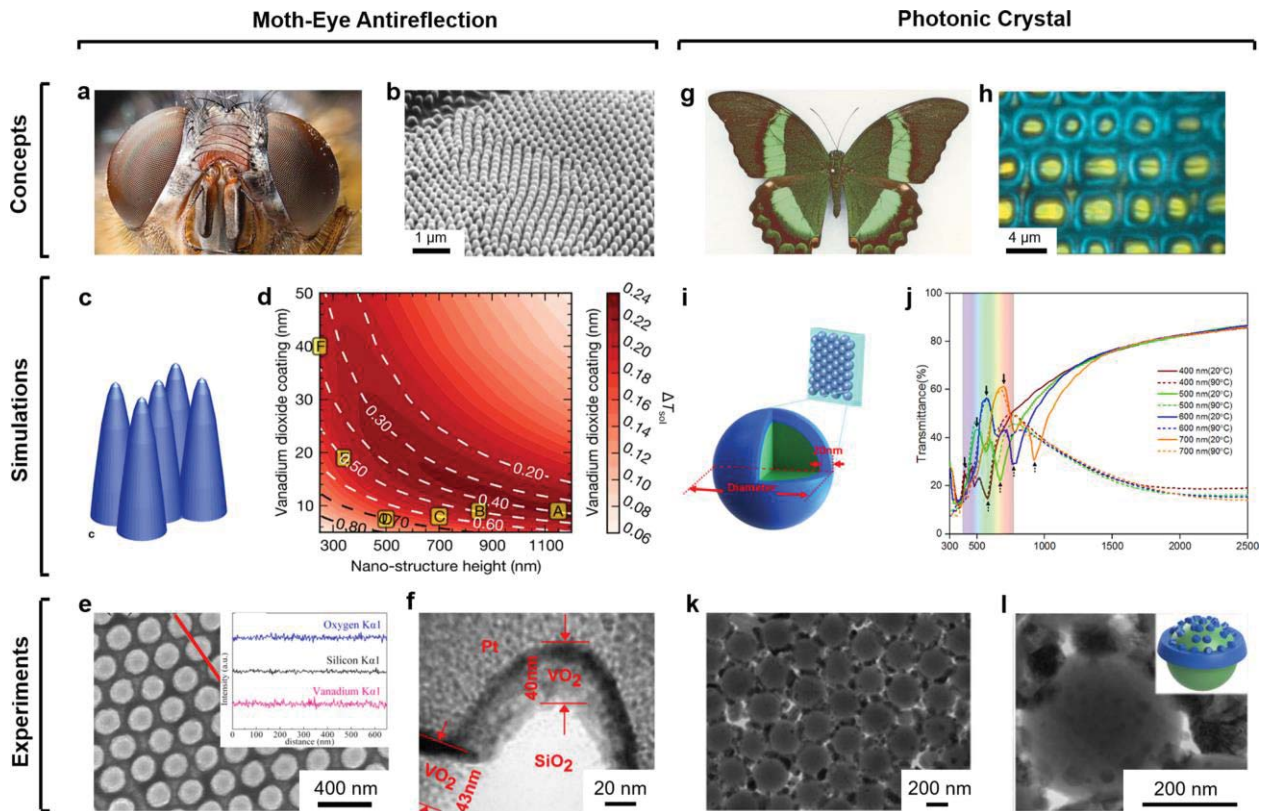 Moth-Eye Antireflection
Photonic Crystal
Concepts
a
b
1 µm
g
h
4 µm
Simulations
c
c
d
Vanadium dioxide coating (nm)
50
40
30
20
10
300 500 700 900 1100
Nano-structure height (nm)
F
E
D
C
B
A
0.30
0.20
0.50
0.40
0.60
0.70
0.80
0.24
0.22
0.20
0.18
0.16
0.14
0.12
0.10
0.08
0.06
Vanadium dioxide coating (nm)
ΔTsol
i
Diameter
j
Transmittance(%)
100
80
60
40
20
0
300 500 1000 1500 2000 2500
400 nm(20°C)
400 nm(90°C)
500 nm(20°C)
500 nm(90°C)
600 nm(20°C)
600 nm(90°C)
700 nm(20°C)
700 nm(90°C)
Experiments
e
Oxygen Kα1
Silicon Kα1
Vanadium Kα1
Intensity (a.u.)
0 100 200 300 400 500 600
distance (nm)
400 nm
f
Pt
VO2
40nm
SiO2
VO2
43nm
20 nm
k
200 nm
l
200 nm